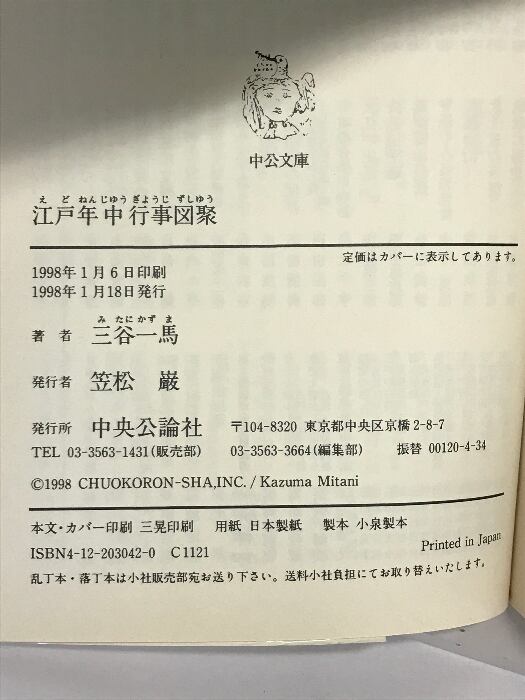 中公文庫
えどねんじゆうぎようじずしゆう
江戸年中行事図聚
定価はカバーに表示してあります。
1998年1月6日印刷
1998年1月18日発行
みたにかずま
著者 三谷一馬
発行者 笠松 巌
発行所 中央公論社 〒104-8320 東京都中央区京橋2-8-7
TEL 03-3563-1431(販売部) 03-3563-3664(編集部) 振替 00120-4-34
©1998 CHUOKORON-SHA,INC. / Kazuma Mitani
本文・カバー印刷 三晃印刷 用紙 日本製紙 製本 小泉製本
ISBN4-12-203042-0 C1121
Printed in Japan
乱丁本・落丁本は小社販売部宛お送り下さい。送料小社負担にてお取り替えいたします。